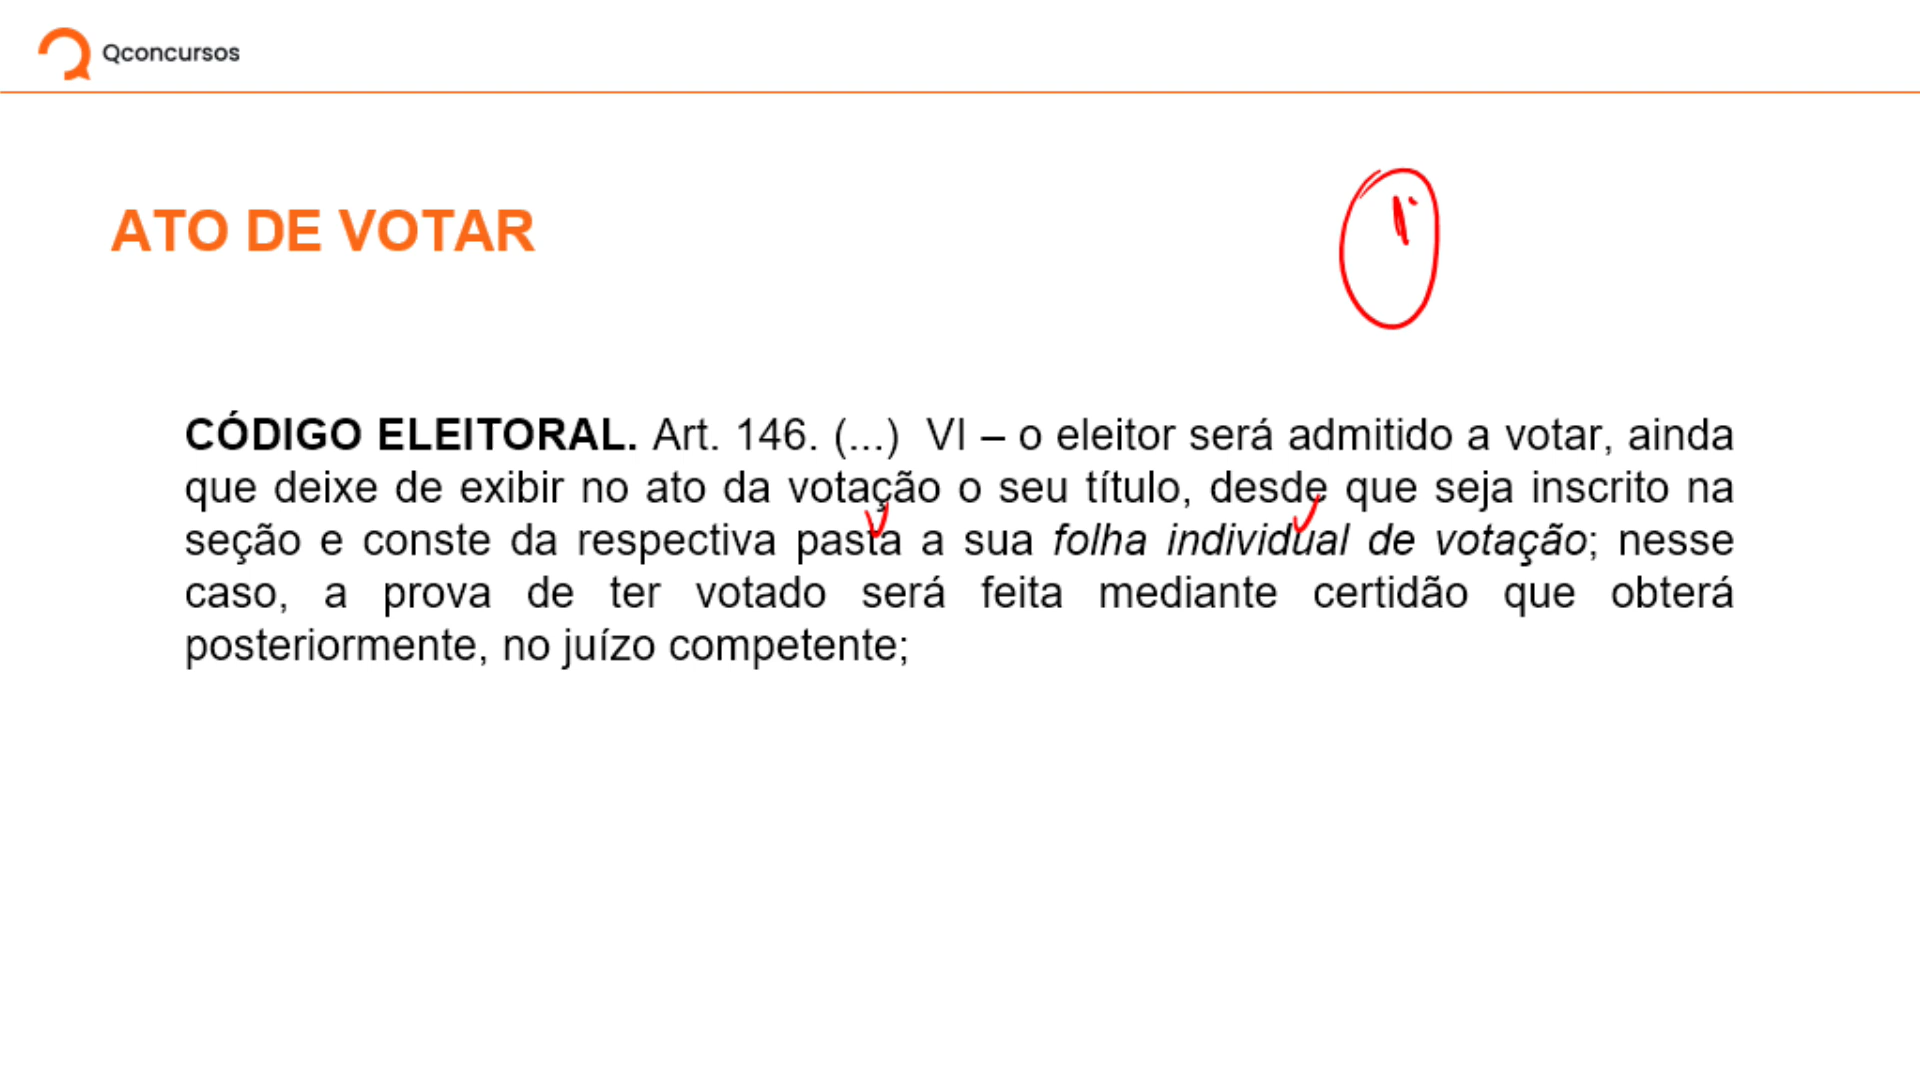 Qconcursos
ATO DE VOTAR
CÓDIGO ELEITORAL. Art. 146. (...) VI – o eleitor será admitido a votar, ainda
que deixe de exibir no ato da votação o seu título, desde que seja inscrito na
seção e conste da respectiva pasta a sua folha individual de votação; nesse
caso, a prova de ter votado será feita mediante certidão que obterá
posteriormente, no juízo competente;